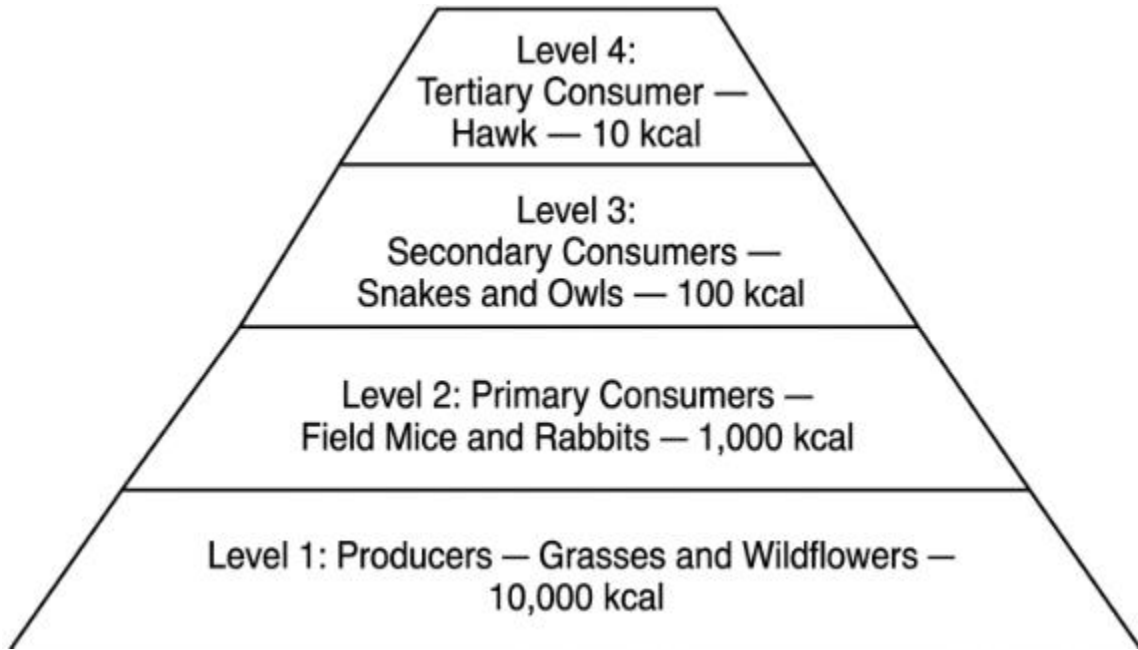 Level 4:
Tertiary Consumer —
Hawk — 10 kcal
Level 3:
Secondary Consumers —
Snakes and Owls — 100 kcal
Level 2: Primary Consumers —
Field Mice and Rabbits — 1,000 kcal
Level 1: Producers — Grasses and Wildflowers —
10,000 kcal